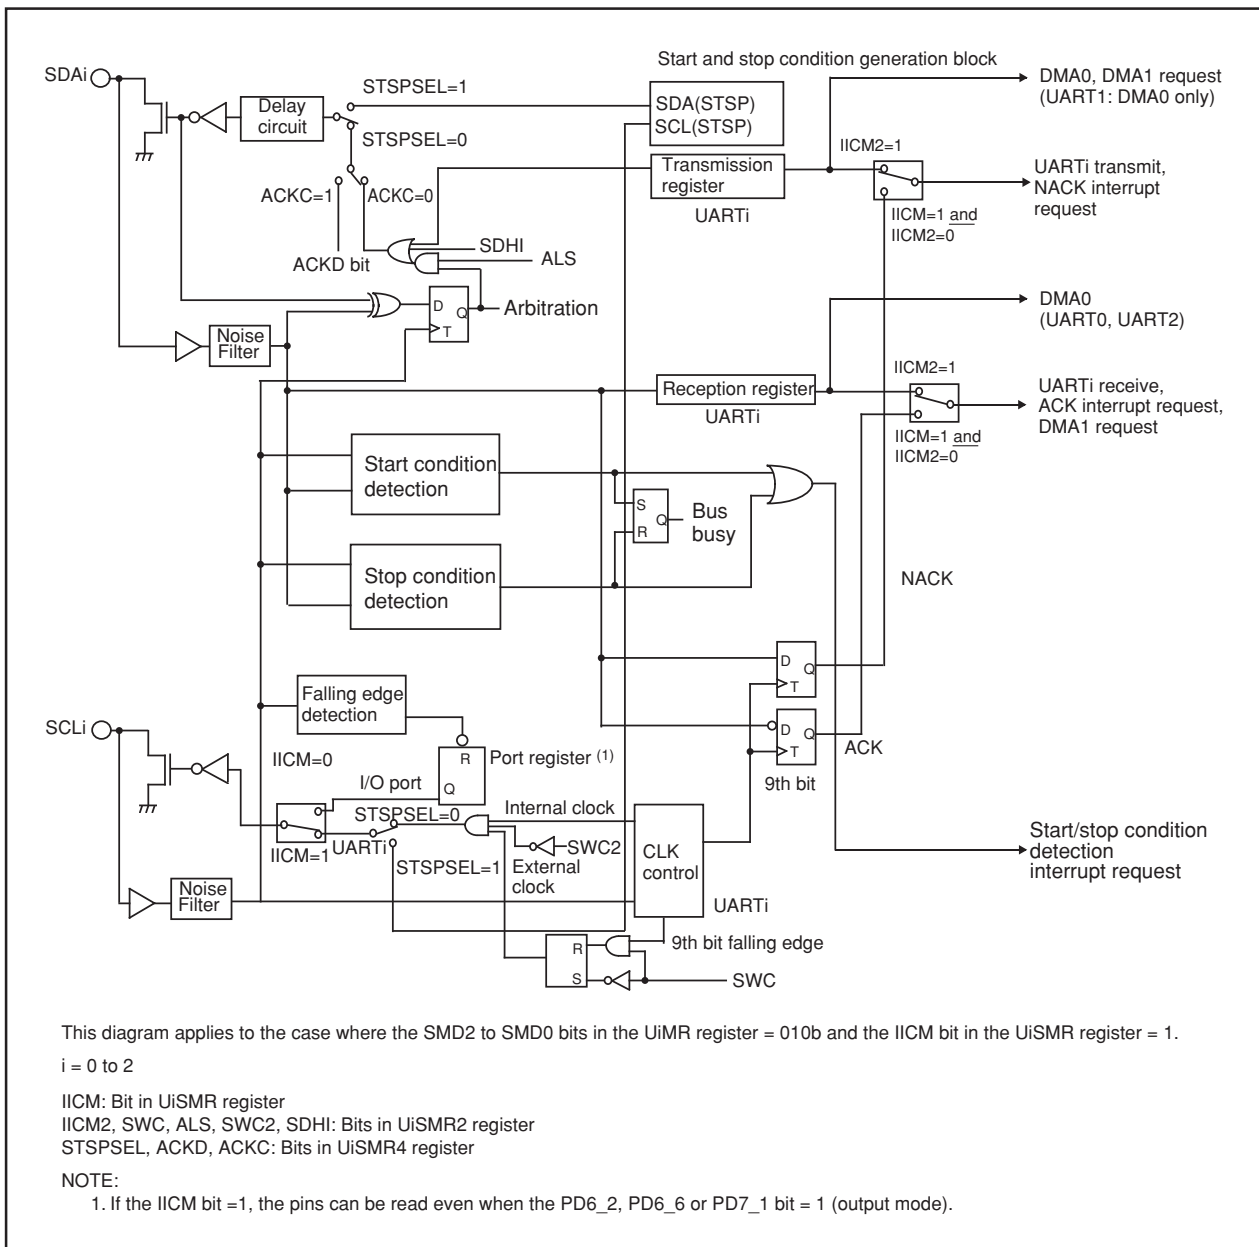 Start and stop condition generation block
SDAi
STSPSEL=1
Delay
circuit
STSPSEL=0
SDA(STSP)
SCL(STSP)
DMA0, DMA1 request
(UART1: DMA0 only)
IICM2=1
Transmission
register
UARTi
UARTi transmit,
NACK interrupt
request
ACKC=1
ACKC=0
IICM=1 and
IICM2=0
SDHI
ALS
ACKD bit
D
Q
T
Arbitration
DMA0
(UART0, UART2)
Noise
Filter
IICM2=1
Reception register
UARTi
UARTi receive,
ACK interrupt request,
DMA1 request
IICM=1 and
IICM2=0
Start condition
detection
S
Q
R
Bus
busy
Stop condition
detection
NACK
D
Q
T
Falling edge
detection
SCLi
D
Q
T
ACK
9th bit
R
Q
Port register (1)
IICM=0
I/O port
STSPSEL=0
Internal clock
IICM=1
UARTi
STSPSEL=1
SWC2
External
clock
CLK
control
UARTi
Start/stop condition
detection
interrupt request
Noise
Filter
R
S
9th bit falling edge
SWC
This diagram applies to the case where the SMD2 to SMD0 bits in the UiMR register = 010b and the IICM bit in the UiSMR register = 1.
i = 0 to 2
IICM: Bit in UiSMR register
IICM2, SWC, ALS, SWC2, SDHI: Bits in UiSMR2 register
STSPSEL, ACKD, ACKC: Bits in UiSMR4 register
NOTE:
1. If the IICM bit =1, the pins can be read even when the PD6_2, PD6_6 or PD7_1 bit = 1 (output mode).